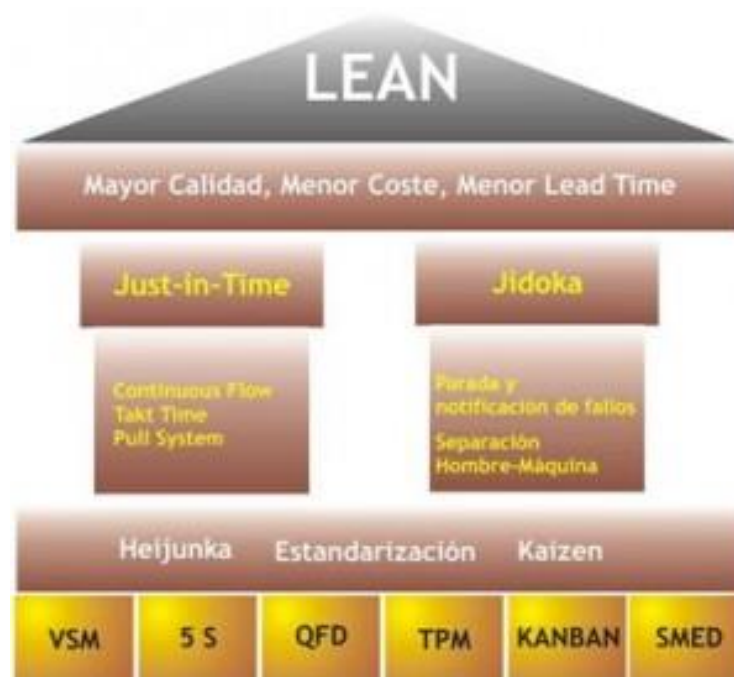 LEAN
Mayor Calidad, Menor Coste, Menor Lead Time
Just-in-Time
Jidoka
Continuous Flow
Takt Time
Pull System
Parada y
notificación de fallos
Separación
Hombre-Máquina
Heijunka Estandarización Kaizen
VSM 5 S QFD TPM KANBAN SMED